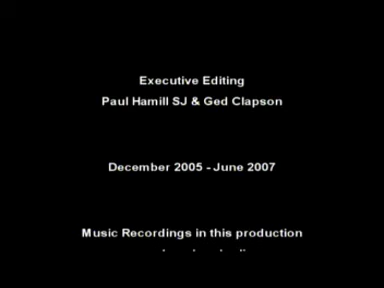 Executive Editing
Paul Hamill SJ & Ged Clapson
December 2005 - June 2007
Music Recordings in this production